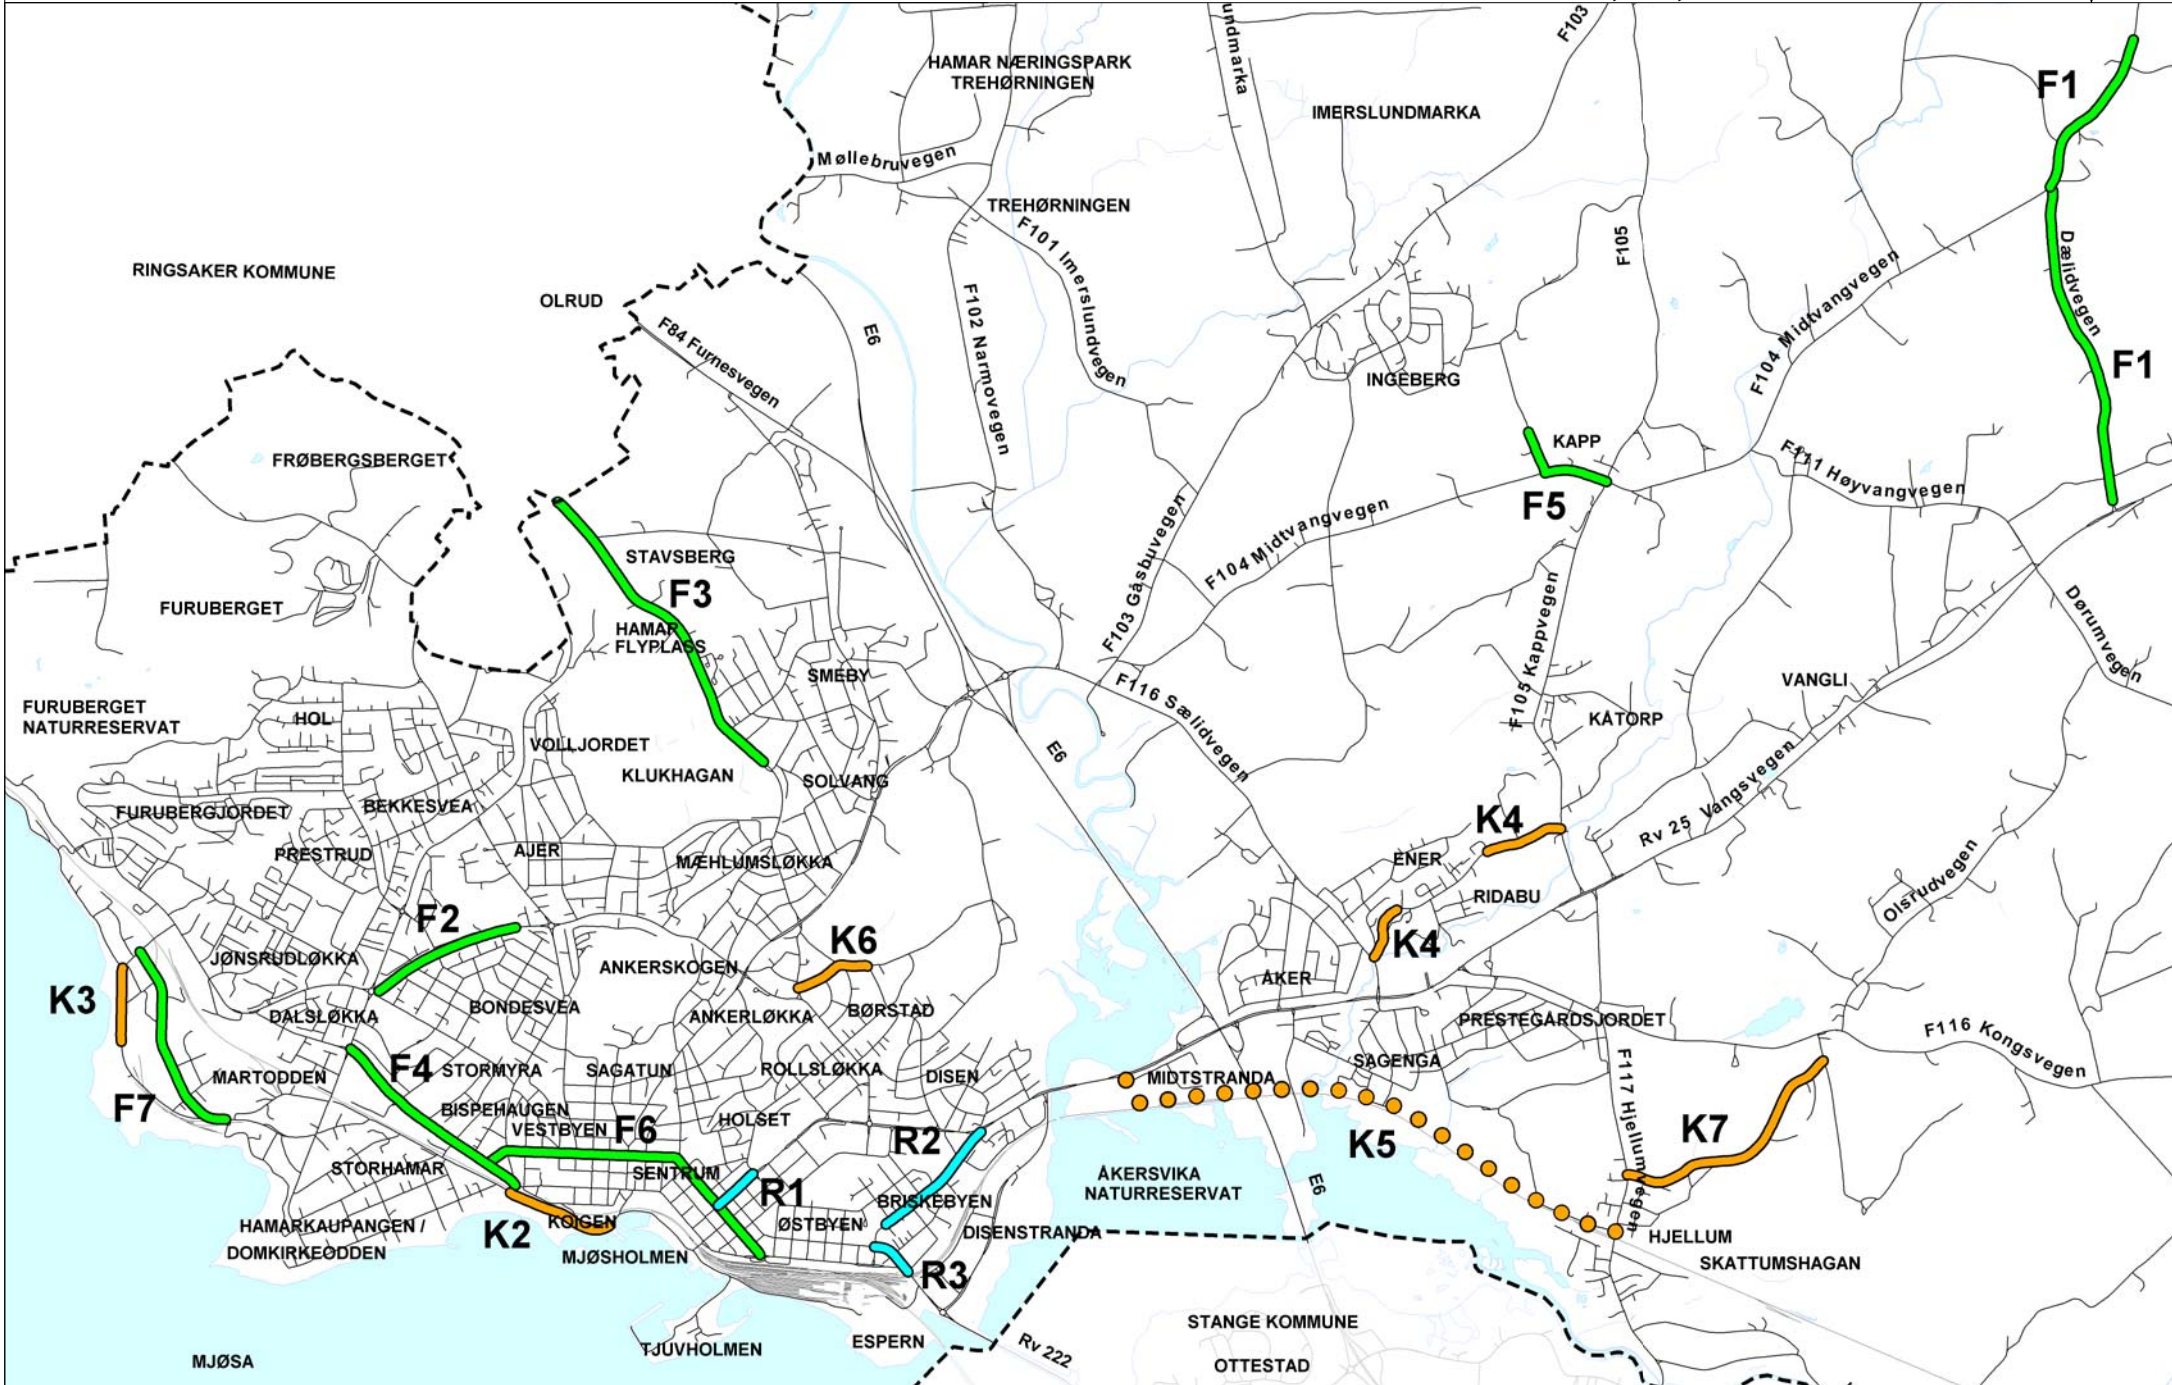 undmarka
F103
HAMAR NÆRINGSPARK
TREHØRNINGEN
F1
IMERSLUNDMARKA
Møllebruvegen
TREHØRNINGEN
F101 Imerslundvegen
F105
Dælidvegen
RINGSAKER KOMMUNE
OLRUD
F84 Furnesvegen
E6
F102 Narmovegen
F104 Midtvangvegen
F1
INGEBERG
KAPP
FRØBERGSBERGET
F111 Høyvangvegen
F5
F104 Midtvangvegen
F103 Gåsbuvegen
STAVSBERG
F3
FURUBERGET
HAMAR
FLYPLASS
F105 Kappvegen
Dørumvegen
SMEBY
F116 Sælidvegen
VANGLI
FURUBERGET
NATURRESERVAT
HOL
KÅTORP
VOLLJORDET
E6
KLUKHAGAN
SOLVANG
Rv 25 Vangsvegen
FURUBERGJORDET
BEKKESVEA
K4
PRESTRUD
AJER
MÆHLUMSLØKKA
ENER
RIDABU
Olsrudvegen
F2
K6
K4
JØNSRUDLØKKA
ANKERSKOGEN
ÅKER
K3
DALSLØKKA
BONDESVEA
ANKERLØKKA
BØRSTAD
PRESTEGÅRDSJORDET
F116 Kongsvegen
F4
STORMYRA
SAGATUN
ROLLSLØKKA
DISEN
MIDTSTRANDA
SAGENGA
F117 Hjellumvegen
MARTODDEN
F7
BISPEHAUGEN
VESTBYEN
F6
HOLSET
R2
K5
K7
STORHAMAR
SENTRUM
R1
BRISKEBYEN
ÅKERSVIKA
NATURRESERVAT
E6
HAMARKAUPANGEN /
DOMKIRKEODDEN
K2
KOIGEN
ØSTBYEN
DISENSTRANDA
HJELLUM
MJØSHOLMEN
R3
SKATTUMSHAGAN
STANGE KOMMUNE
TJUVHOLMEN
ESPERN
Rv 222
MJØSA
OTTESTAD